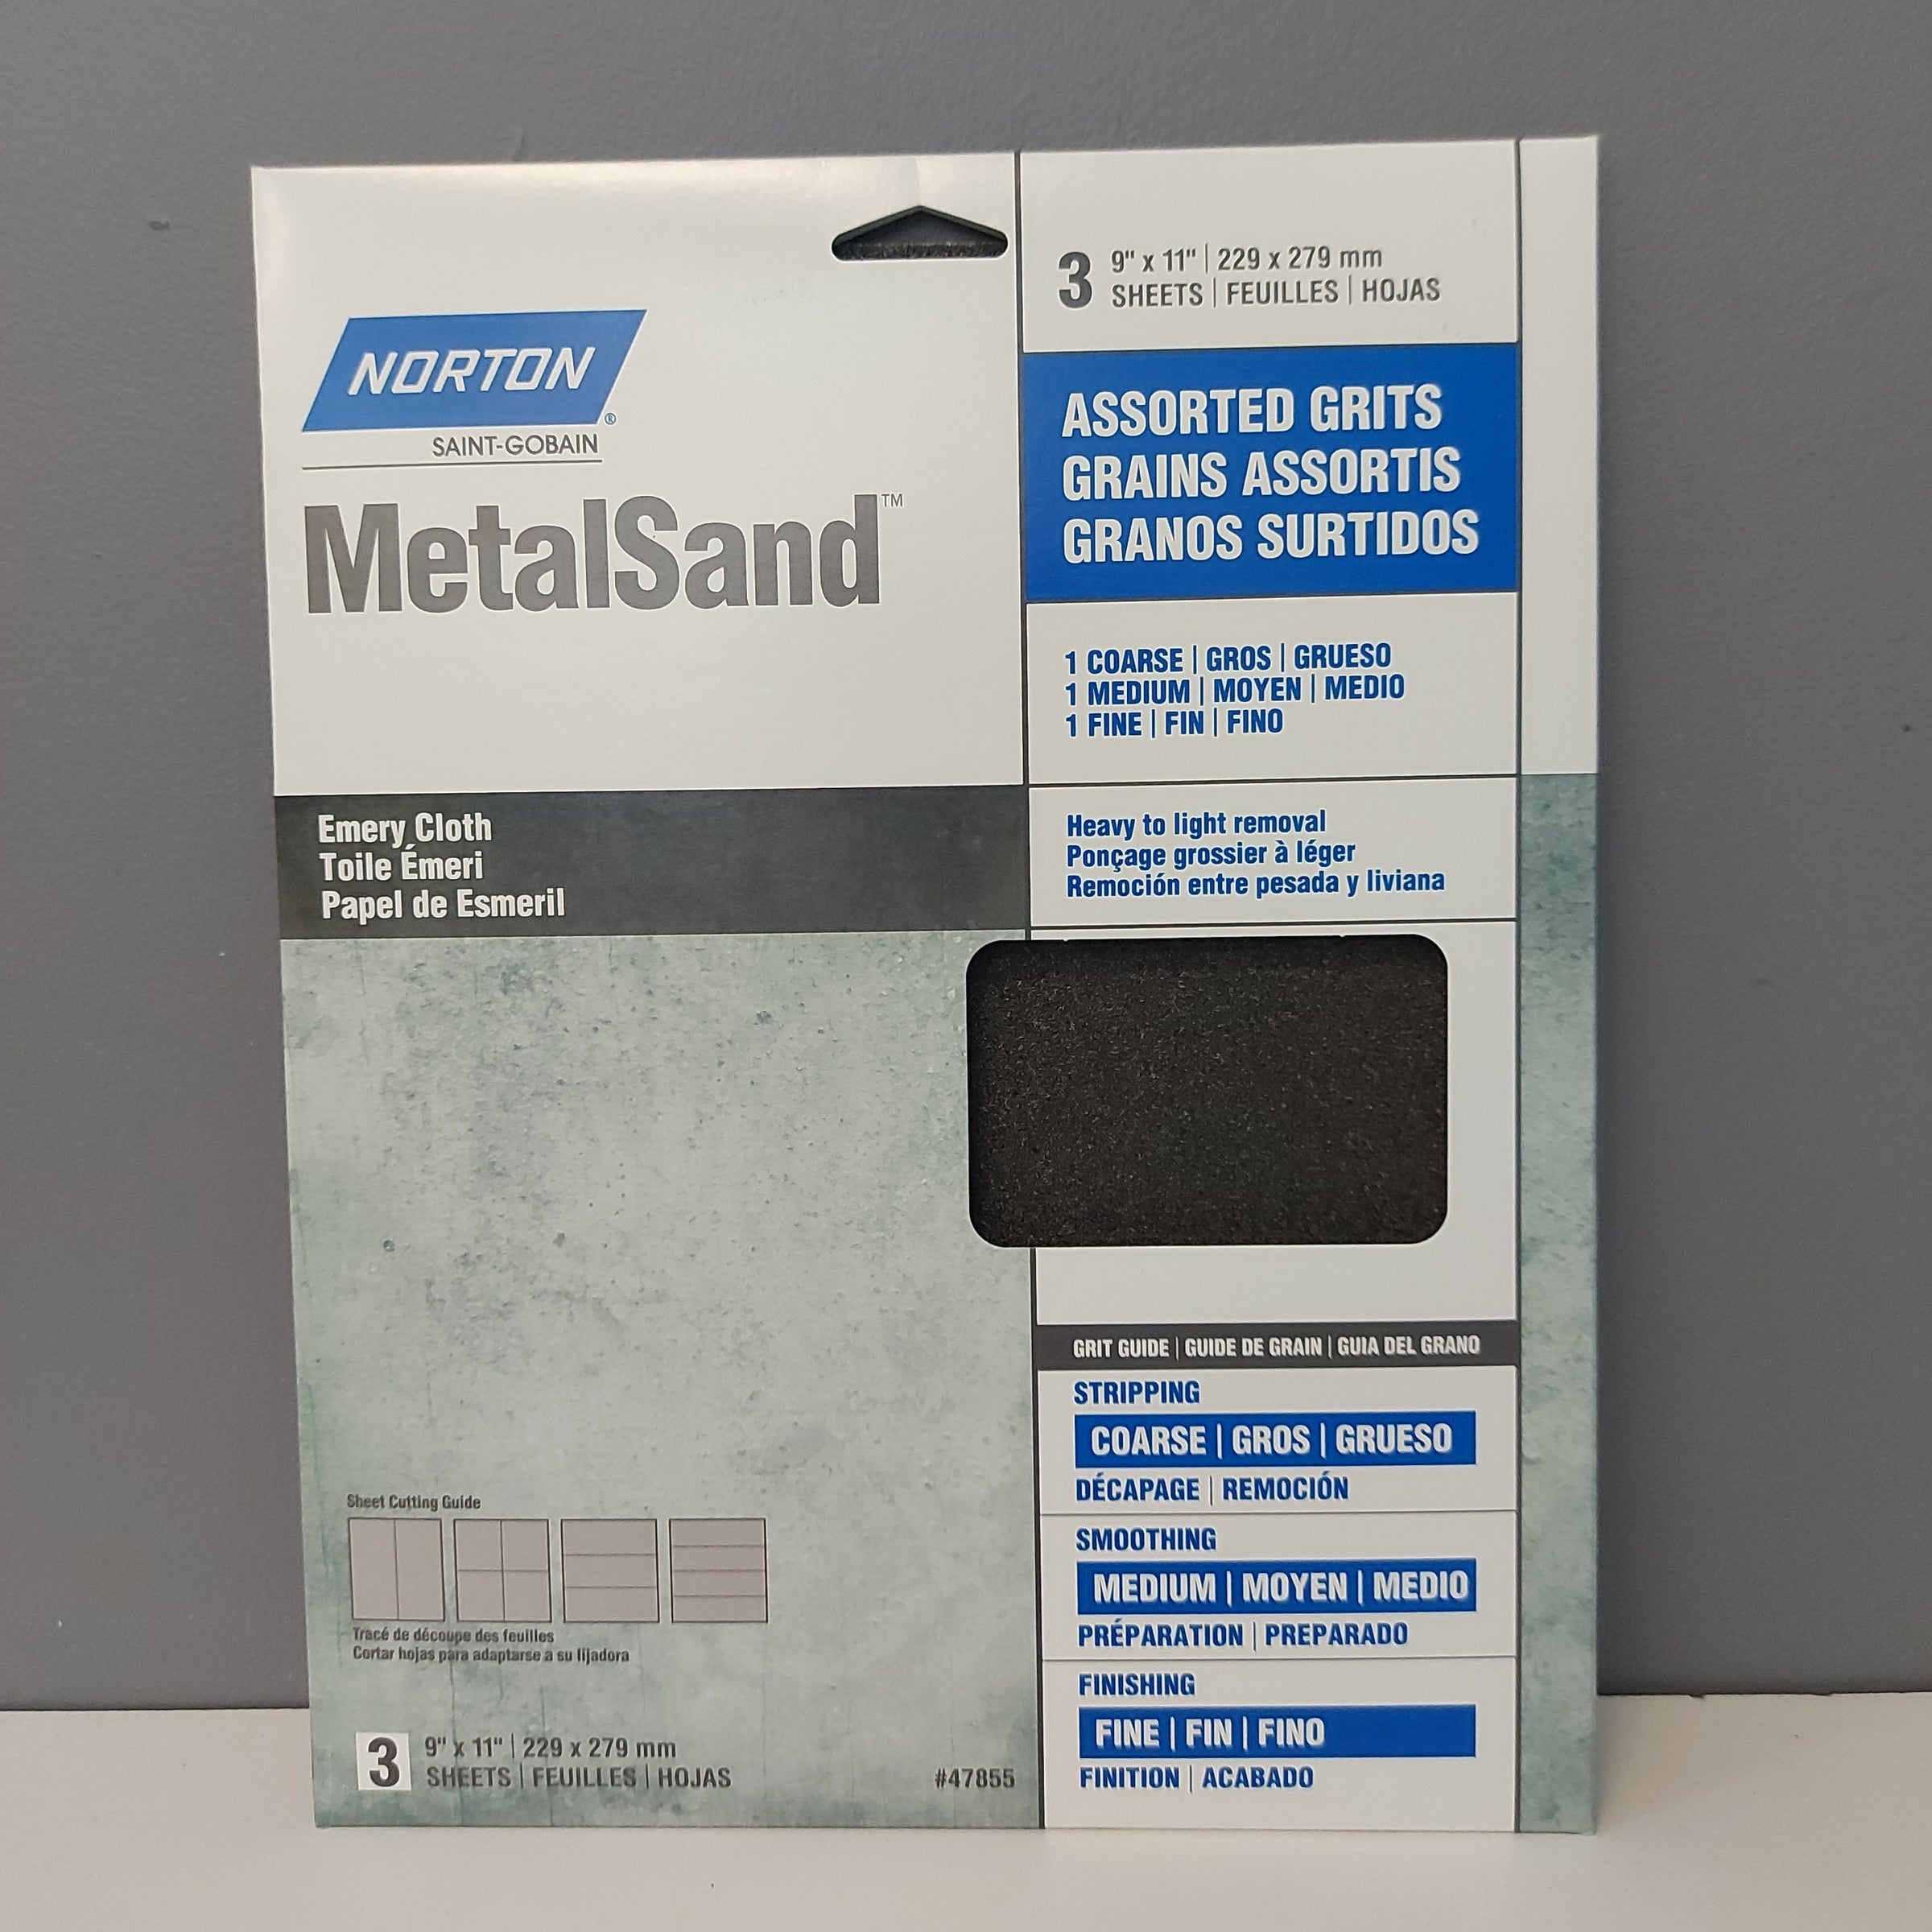 NORTON
®
SAINT-GOBAIN
MetalSand™
Emery Cloth
Toile Émeri
Papel de Esmeril
Sheet Cutting Guide
Tracé de découpe des feuilles
Cortar hojas para adaptarse a su lijadora
3
9" x 11" | 229 x 279 mm
SHEETS | FEUILLES | HOJAS
#47855
3
9" x 11" | 229 x 279 mm
SHEETS | FEUILLES | HOJAS
ASSORTED GRITS
GRAINS ASSORTIS
GRANOS SURTIDOS
1 COARSE | GROS | GRUESO
1 MEDIUM | MOYEN | MEDIO
1 FINE | FIN | FINO
Heavy to light removal
Ponçage grossier à léger
Remoción entre pesada y liviana
GRIT GUIDE | GUIDE DE GRAIN | GUIA DEL GRANO
STRIPPING
COARSE | GROS | GRUESO
DÉCAPAGE | REMOCIÓN
SMOOTHING
MEDIUM | MOYEN | MEDIO
PRÉPARATION | PREPARADO
FINISHING
FINE | FIN | FINO
FINITION | ACABADO